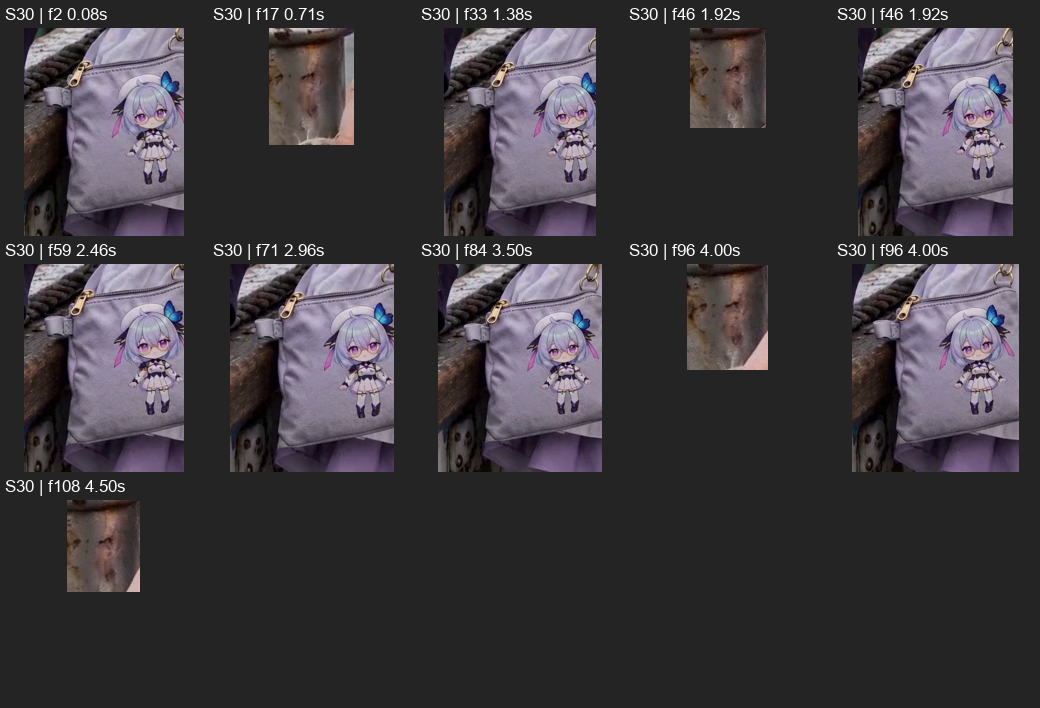 S30 | f2 0.08s
S30 | f17 0.71s
S30 | f33 1.38s
S30 | f46 1.92s
S30 | f46 1.92s
S30 | f59 2.46s
S30 | f71 2.96s
S30 | f84 3.50s
S30 | f96 4.00s
S30 | f96 4.00s
S30 | f108 4.50s